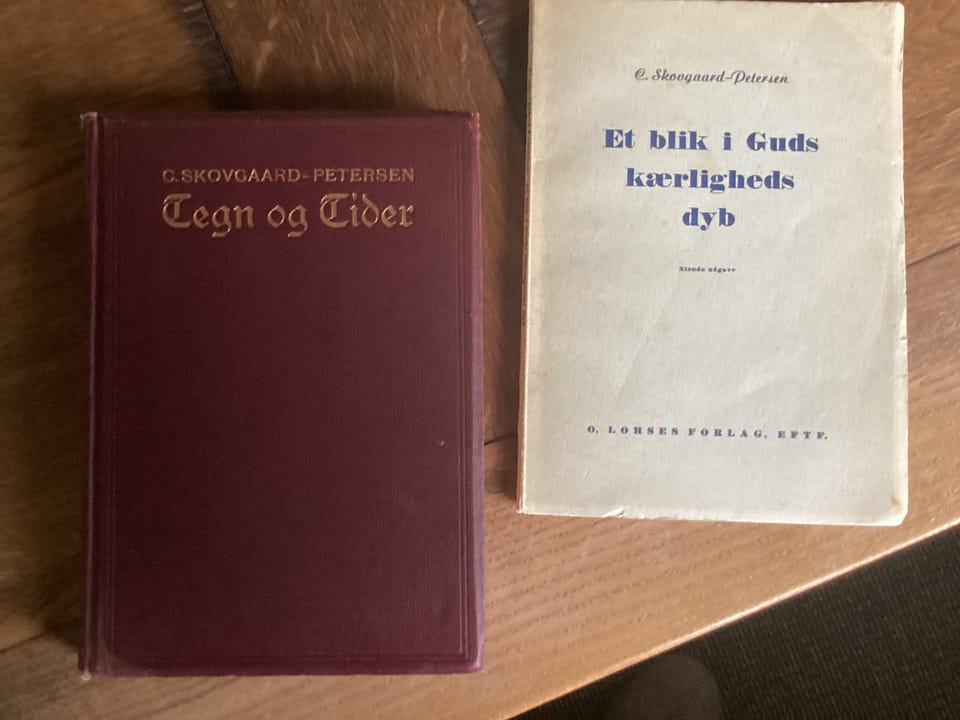 C. SKOVGAARD-PETERSEN
Tegn og Tider
C. Skovgaard-Petersen
Et blik i Guds
kærligheds
dyb
Niende udgave
O. LOHSES FORLAG, EFTF.